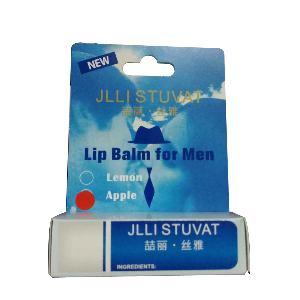 NEW
JLLI STUVAT
喆丽·丝雅
Lip Balm for Men
Lemon
Apple
JLLI STUVAT
喆丽·丝雅
INGREDIENTS: